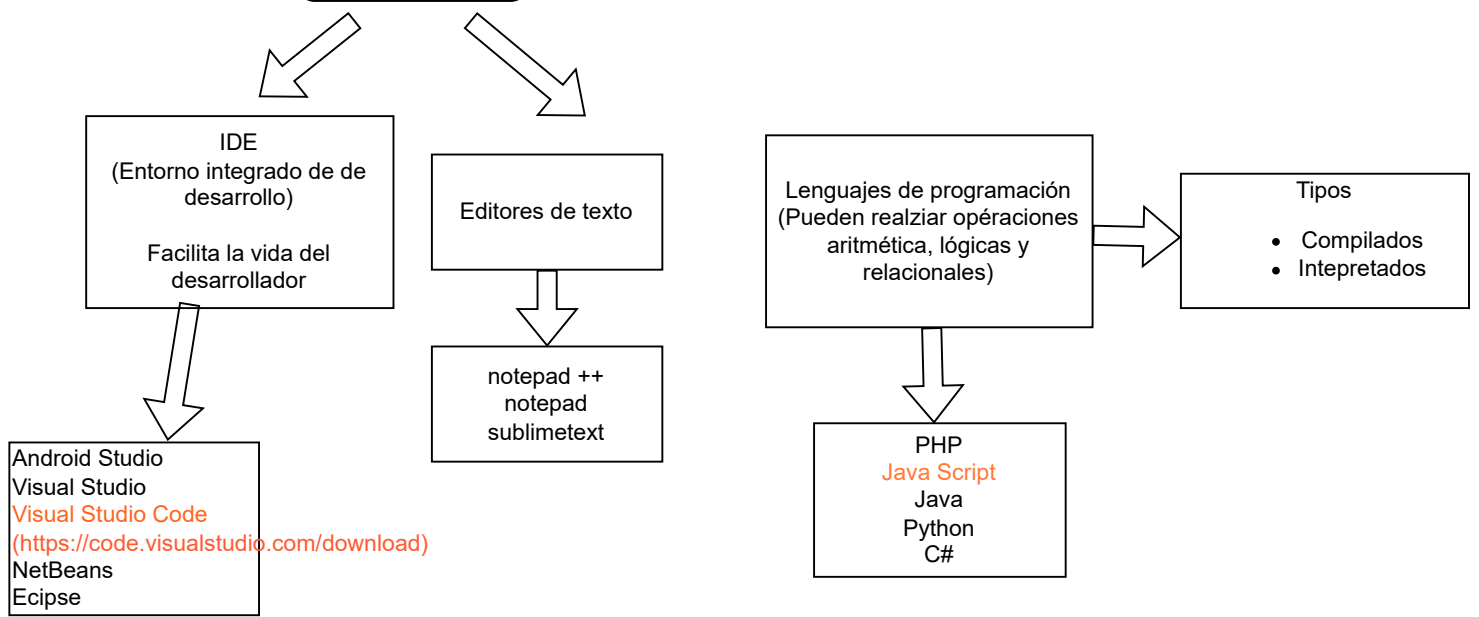 IDE
(Entorno integrado de de
desarrollo)
Facilita la vida del
desarrollador
Editores de texto
Lenguajes de programación
(Pueden realziar opéraciones
aritmética, lógicas y
relacionales)
Tipos
• Compilados
• Intepretados
notepad ++
notepad
sublimetext
Android Studio
Visual Studio
Visual Studio Code
(https://code.visualstudio.com/download)
NetBeans
Ecipse
PHP
Java Script
Java
Python
C#